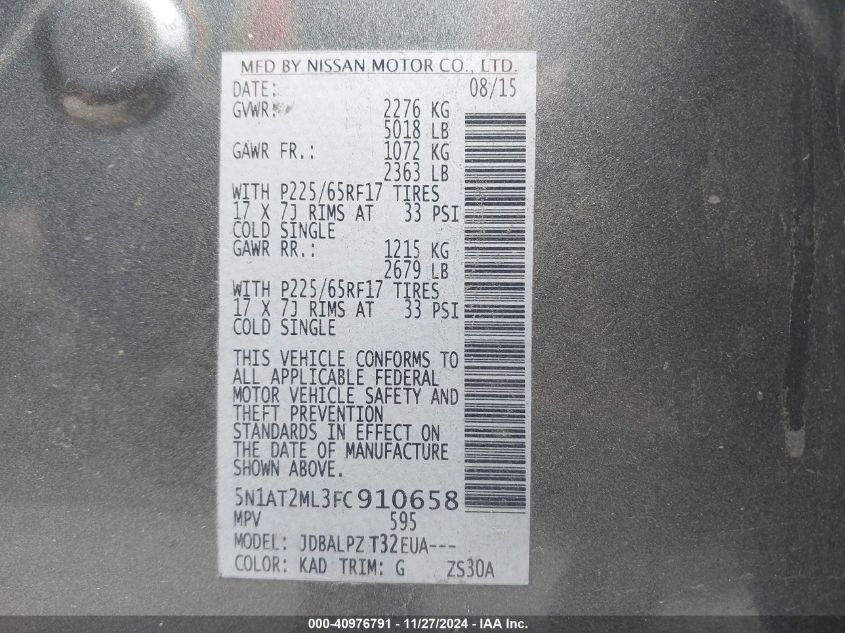 MFD BY NISSAN MOTOR CO., LTD.
DATE: 08/15
GVWR: 2276 KG
5018 LB
GAWR FR.: 1072 KG
2363 LB
WITH P225/65RF17 TIRES
17 X 7J RIMS AT 33 PSI
COLD SINGLE
GAWR RR.: 1215 KG
2679 LB
WITH P225/65RF17 TIRES
17 X 7J RIMS AT 33 PSI
COLD SINGLE
THIS VEHICLE CONFORMS TO
ALL APPLICABLE FEDERAL
MOTOR VEHICLE SAFETY AND
THEFT PREVENTION
STANDARDS IN EFFECT ON
THE DATE OF MANUFACTURE
SHOWN ABOVE.
5N1AT2ML3FC910658
MPV 595
MODEL: JDBALPZ T32EUA---
COLOR: KAD TRIM: G ZS30A
000-40976791 — 11/27/2024 — IAA Inc.